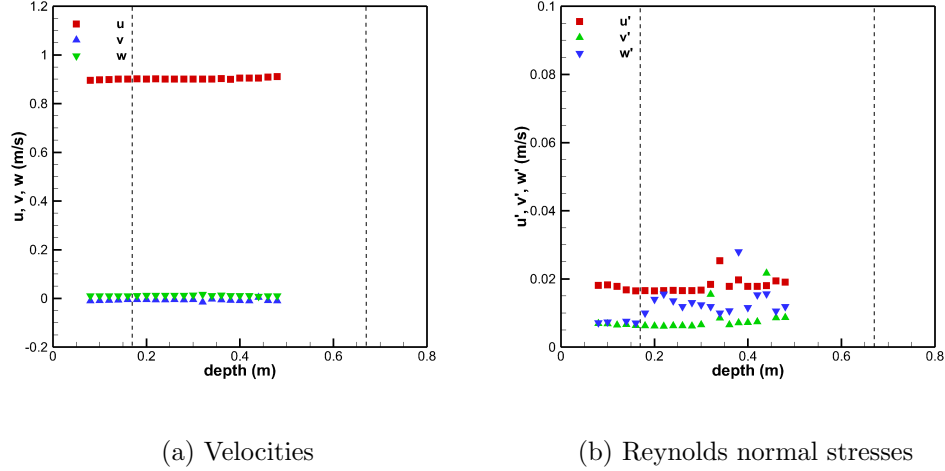 u
v
w
u, v, w (m/s)
1.2
1
0.8
0.6
0.4
0.2
0
-0.2
0
0.2
0.4
0.6
0.8
depth (m)
(a) Velocities
u'
v'
w'
u', v', w' (m/s)
0.1
0.08
0.06
0.04
0.02
0
0
0.2
0.4
0.6
0.8
depth (m)
(b) Reynolds normal stresses